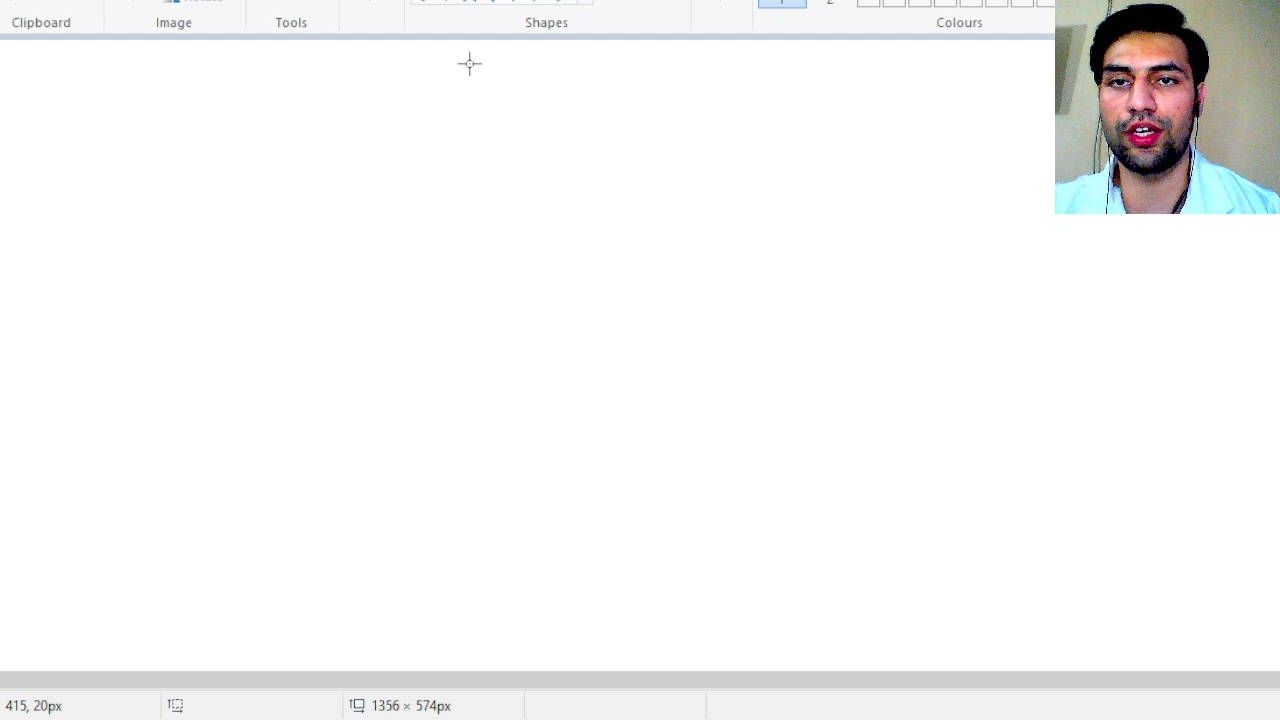 Clipboard Image Tools Shapes Colours
415, 20px 1356 × 574px